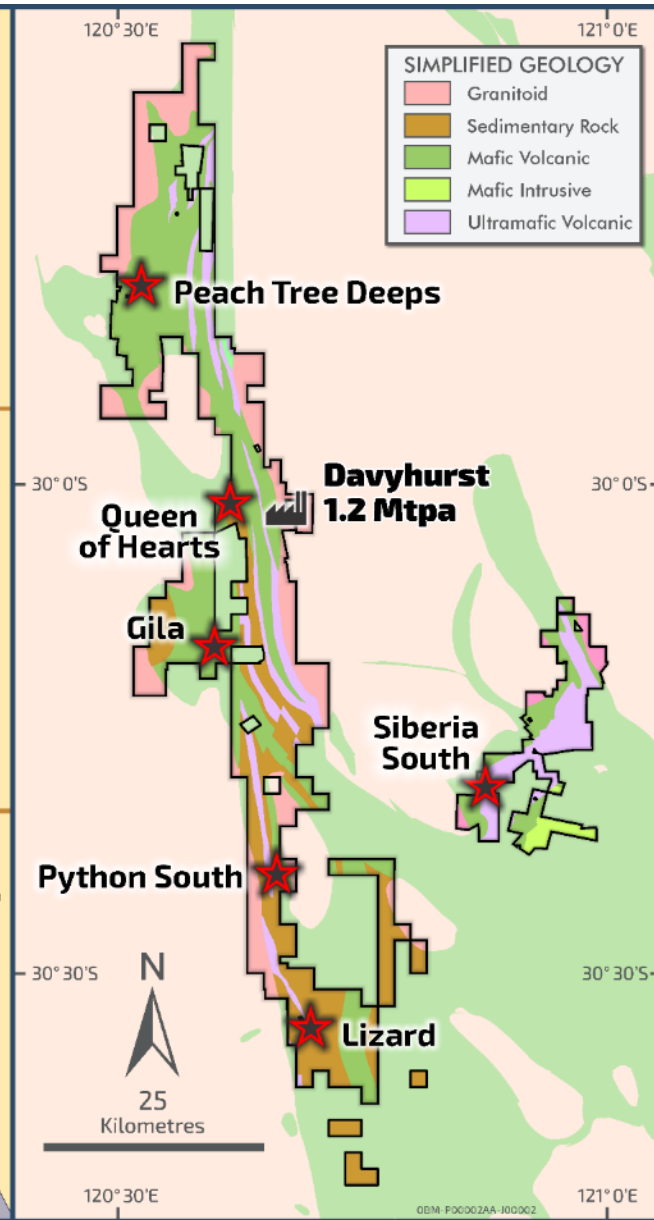 120°30'E
121°0'E
SIMPLIFIED GEOLOGY
Granitoid
Sedimentary Rock
Mafic Volcanic
Mafic Intrusive
Ultramafic Volcanic
Peach Tree Deeps
30°0'S
30°0'S
Davyhurst
1.2 Mtpa
Queen
of Hearts
Gila
Siberia
South
Python South
30°30'S
30°30'S
N
Lizard
25
Kilometres
120°30'E
121°0'E
OBM-P00002AA-J00002